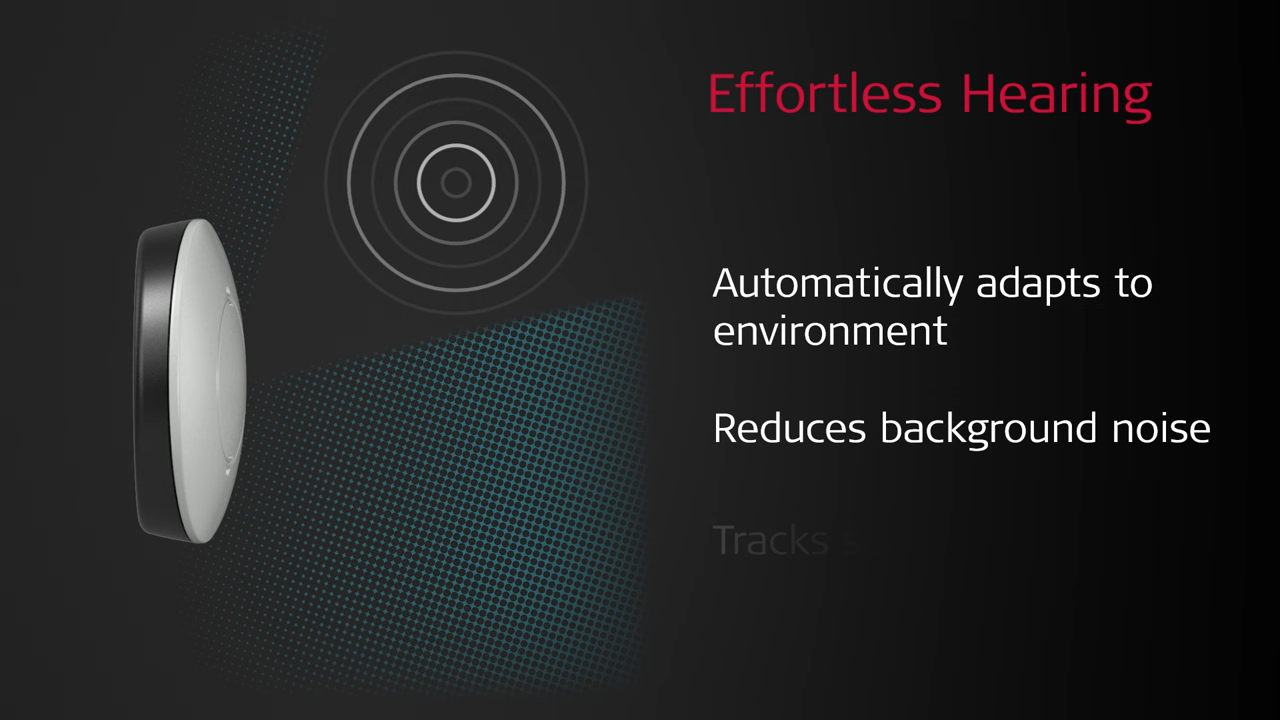 Effortless Hearing
Automatically adapts to
environment
Reduces background noise
Tracks s